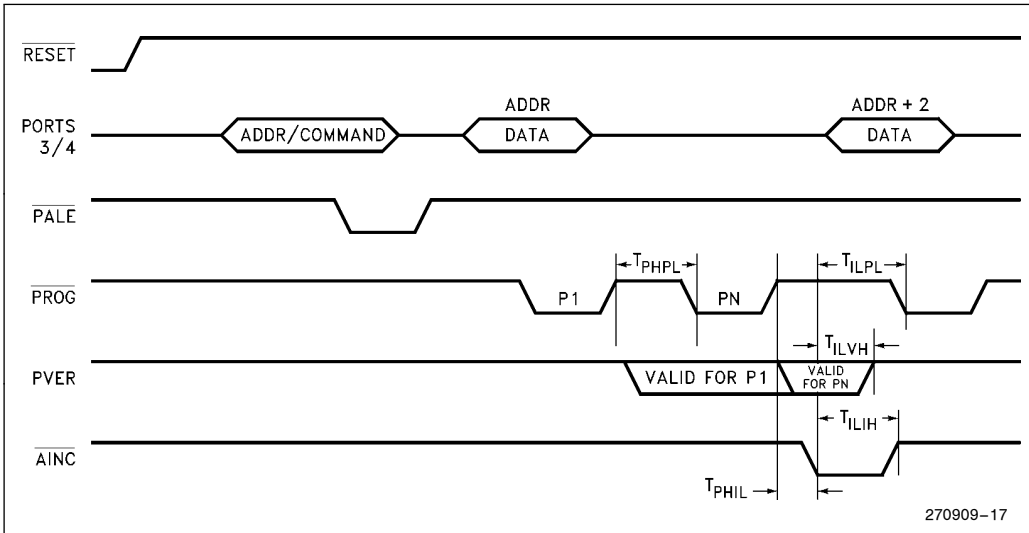 RESET
ADDR
ADDR + 2
PORTS
3/4
ADDR/COMMAND
DATA
DATA
PALE
TPHPL
TILPL
PROG
P1
PN
TILVH
PVER
VALID FOR P1
VALID
FOR PN
TILIH
AINC
TPHIL
270909-17